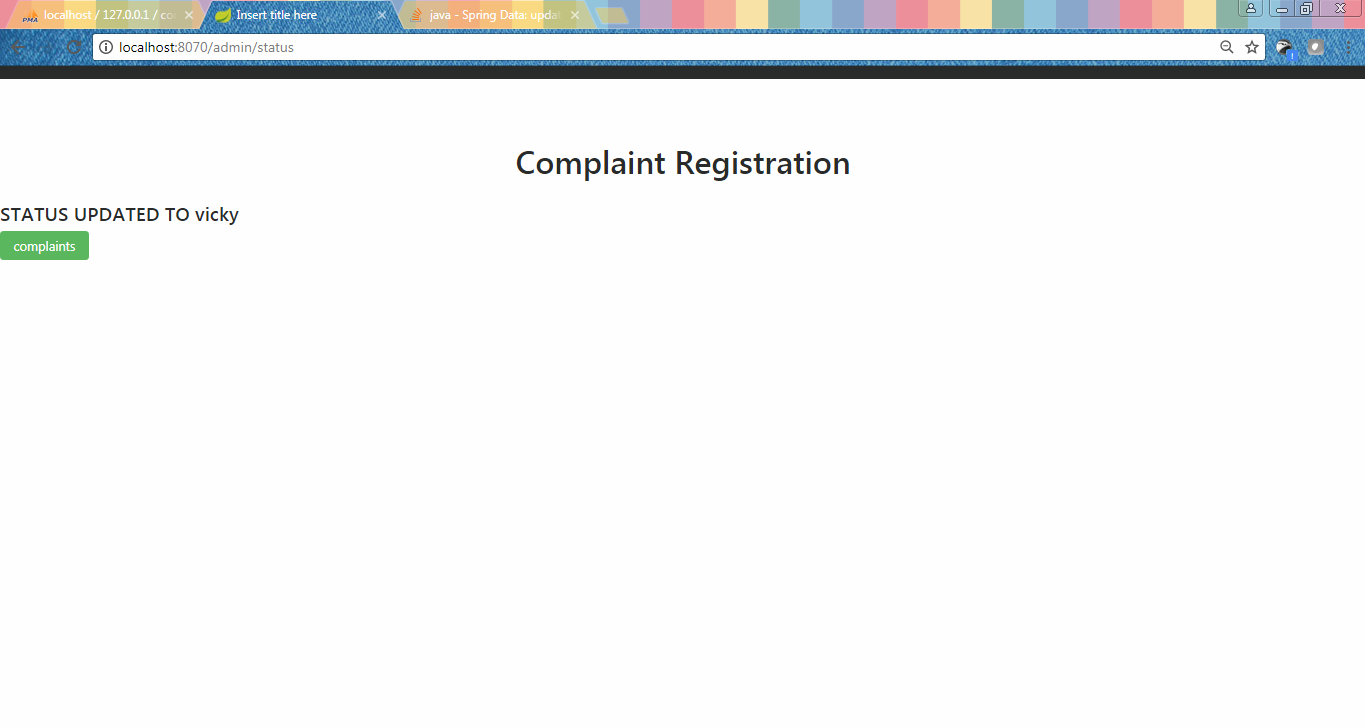 localhost / 127.0.0.1 / co
Insert title here
java - Spring Data: upda
localhost:8070/admin/status
Complaint Registration
STATUS UPDATED TO vicky
complaints